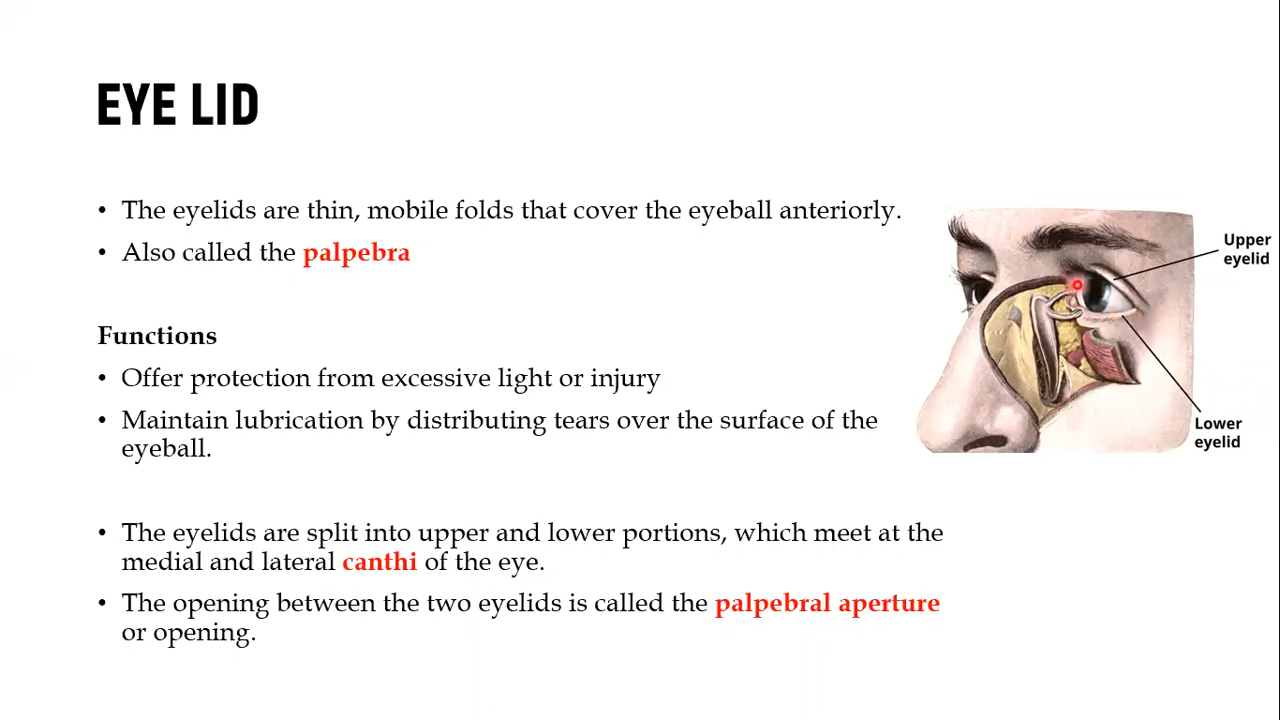 EYE LID
• The eyelids are thin, mobile folds that cover the eyeball anteriorly.
• Also called the palpebra
Functions
• Offer protection from excessive light or injury
• Maintain lubrication by distributing tears over the surface of the
eyeball.
• The eyelids are split into upper and lower portions, which meet at the
medial and lateral canthi of the eye.
• The opening between the two eyelids is called the palpebral aperture
or opening.
Upper
eyelid
Lower
eyelid